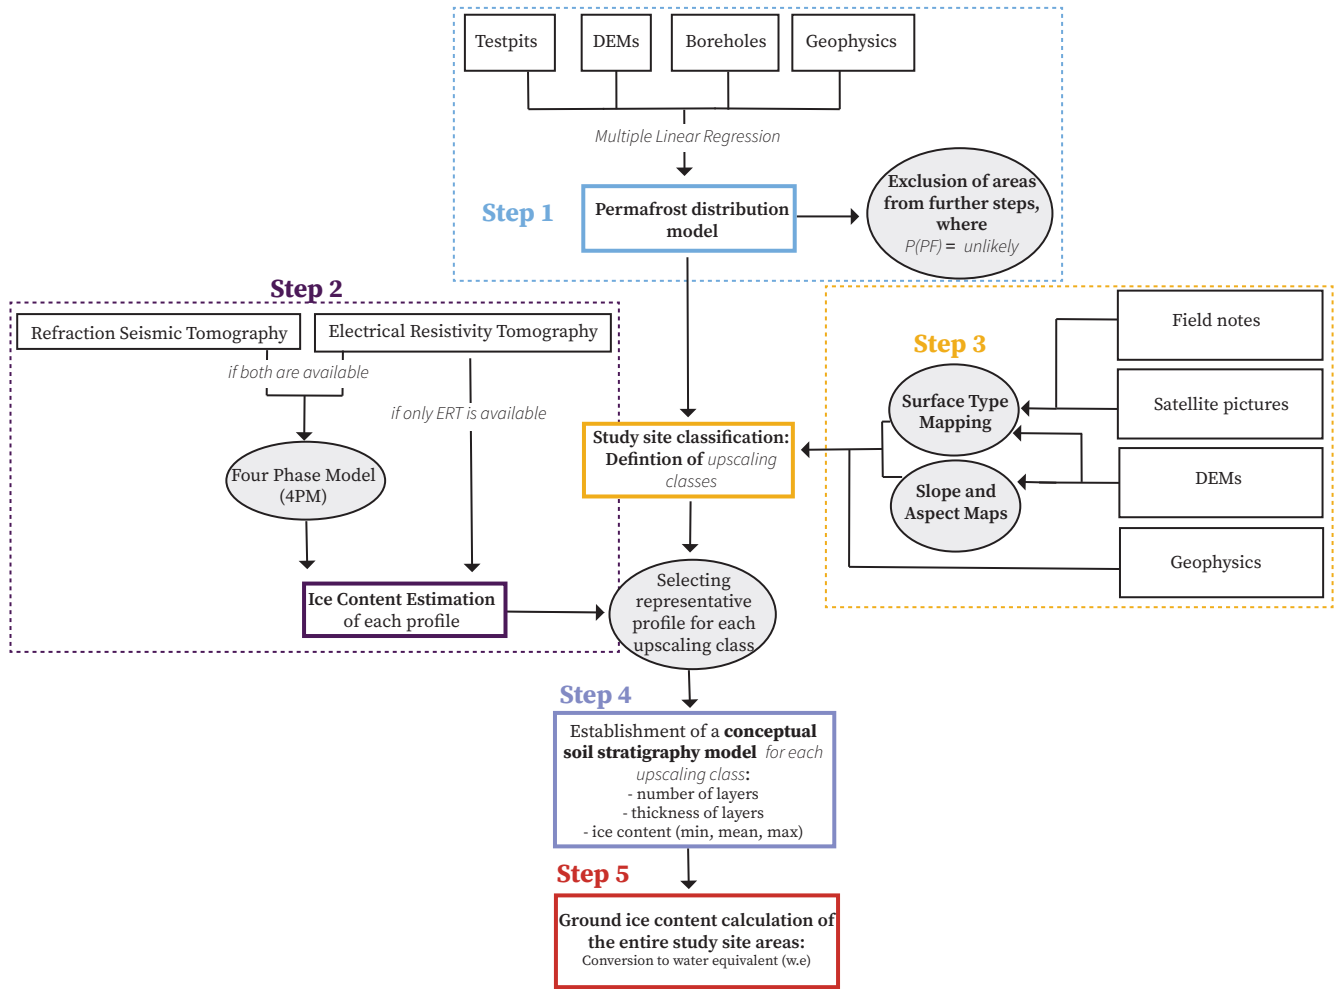 Testpits
DEMs
Boreholes
Geophysics
Multiple Linear Regression
Step 1
Permafrost distribution
model
Exclusion of areas
from further steps,
where
P(PF) = unlikely
Step 2
Refraction Seismic Tomography
Electrical Resistivity Tomography
if both are available
if only ERT is available
Four Phase Model
(4PM)
Ice Content Estimation
of each profile
Step 3
Field notes
Satellite pictures
DEMs
Geophysics
Surface Type
Mapping
Slope and
Aspect Maps
Study site classification:
Defintion of upscaling
classes
Selecting
representative
profile for each
upscaling class
Step 4
Establishment of a conceptual
soil stratigraphy model for each
upscaling class:
- number of layers
- thickness of layers
- ice content (min, mean, max)
Step 5
Ground ice content calculation of
the entire study site areas:
Conversion to water equivalent (w.e)